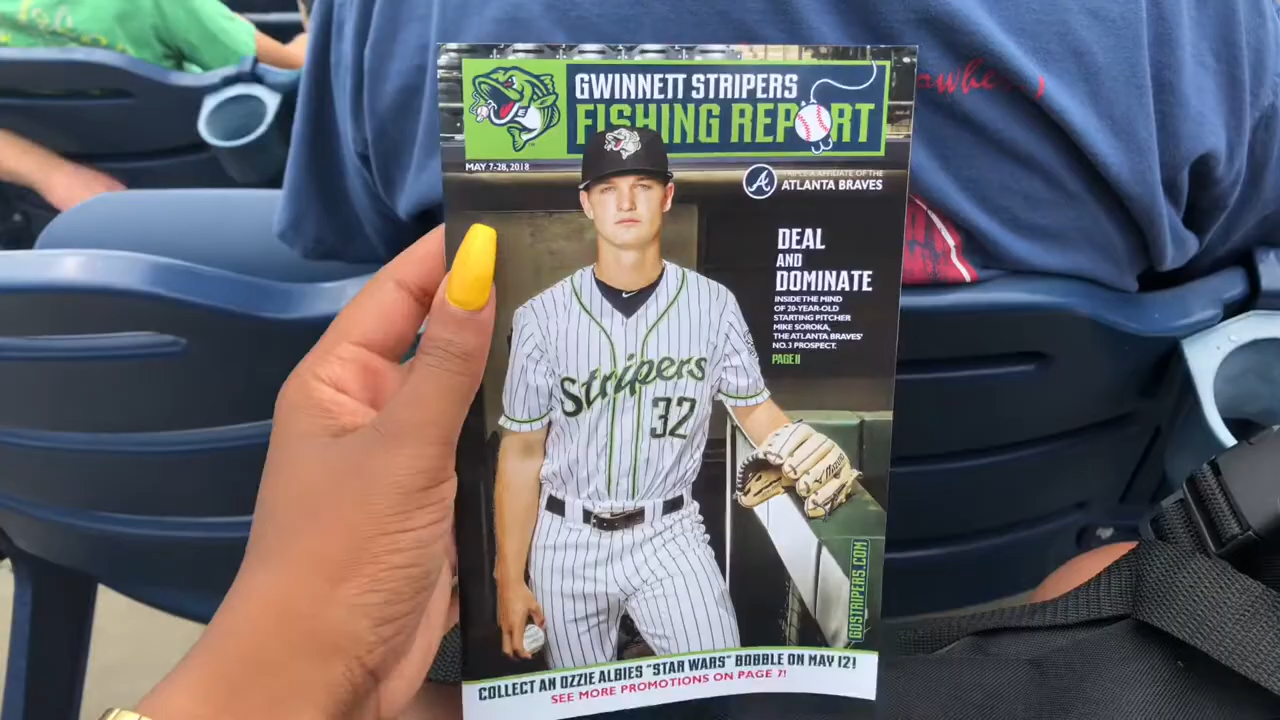 GWINNETT STRIPERS
FISHING REPORT
MAY 7-28, 2018
TRIPLE-A AFFILIATE OF THE
ATLANTA BRAVES
DEAL
AND
DOMINATE
INSIDE THE MIND
OF 20-YEAR-OLD
STARTING PITCHER
MIKE SOROKA,
THE ATLANTA BRAVES'
NO. 3 PROSPECT.
PAGE 11
Stripers
32
MIZUNO
GOSTRIPERS.COM
COLLECT AN OZZIE ALBIES "STAR WARS" BOBBLE ON MAY 12!
SEE MORE PROMOTIONS ON PAGE 7!